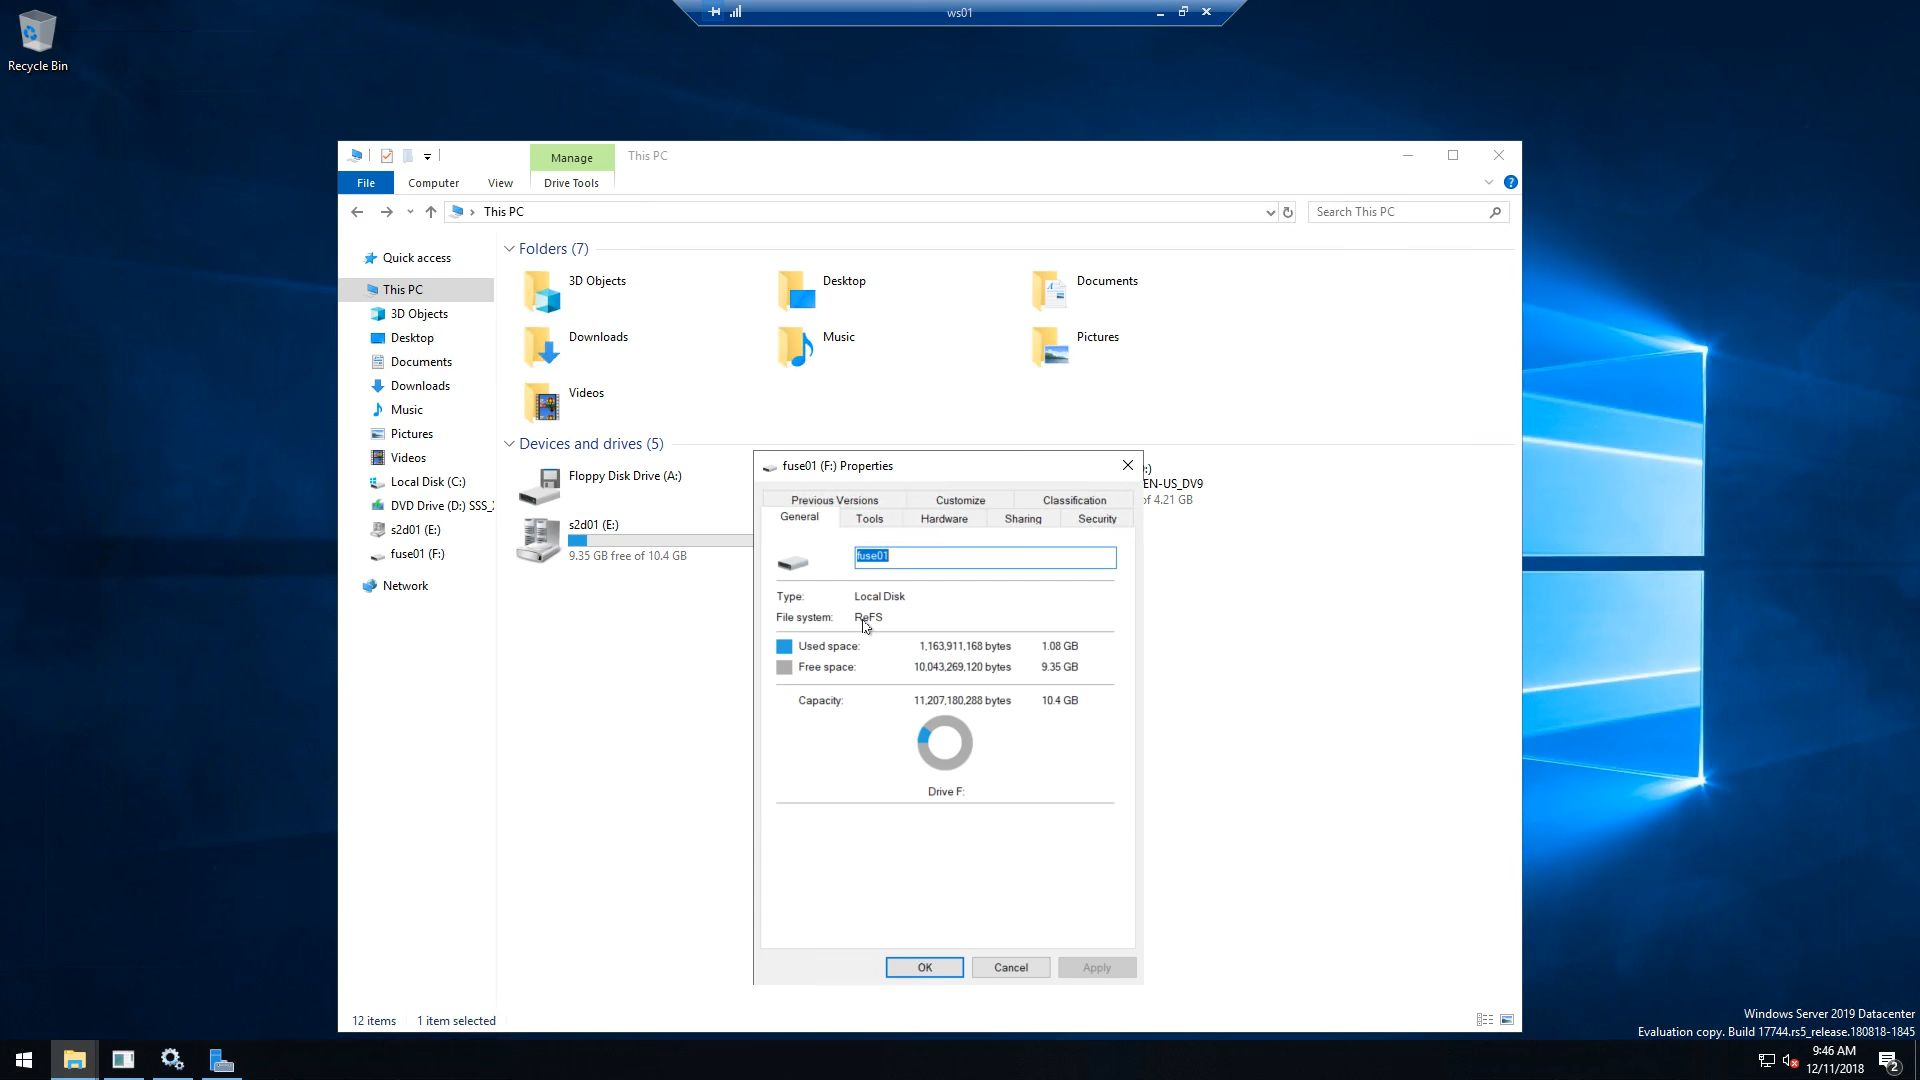 ws01
Recycle Bin
Manage
This PC
File
Computer
View
Drive Tools
This PC
Search This PC
Quick access
This PC
3D Objects
Desktop
Documents
Downloads
Music
Pictures
Videos
Local Disk (C:)
DVD Drive (D:) SSS_
s2d01 (E:)
fuse01 (F:)
Network
Folders (7)
3D Objects
Desktop
Documents
Downloads
Music
Pictures
Videos
Devices and drives (5)
Floppy Disk Drive (A:)
:)
EN-US_DV9
of 4.21 GB
s2d01 (E:)
9.35 GB free of 10.4 GB
fuse01 (F:) Properties
Previous Versions
Customize
Classification
General
Tools
Hardware
Sharing
Security
fuse01
Type: Local Disk
File system: ReFS
Used space: 1,163,911,168 bytes 1.08 GB
Free space: 10,043,269,120 bytes 9.35 GB
Capacity: 11,207,180,288 bytes 10.4 GB
Drive F:
OK
Cancel
Apply
12 items
1 item selected
Windows Server 2019 Datacenter
Evaluation copy. Build 17744.rs5_release.180818-1845
9:46 AM
12/11/2018
2